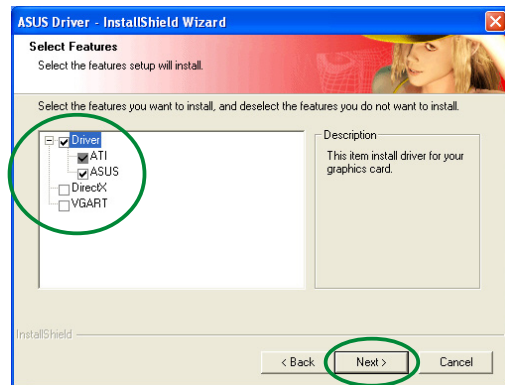 ASUS Driver - InstallShield Wizard
Select Features
Select the features setup will install.
Select the features you want to install, and deselect the features you do not want to install.
Driver
ATI
ASUS
DirectX
VGART
Description
This item install driver for your
graphics card.
InstallShield
< Back
Next >
Cancel